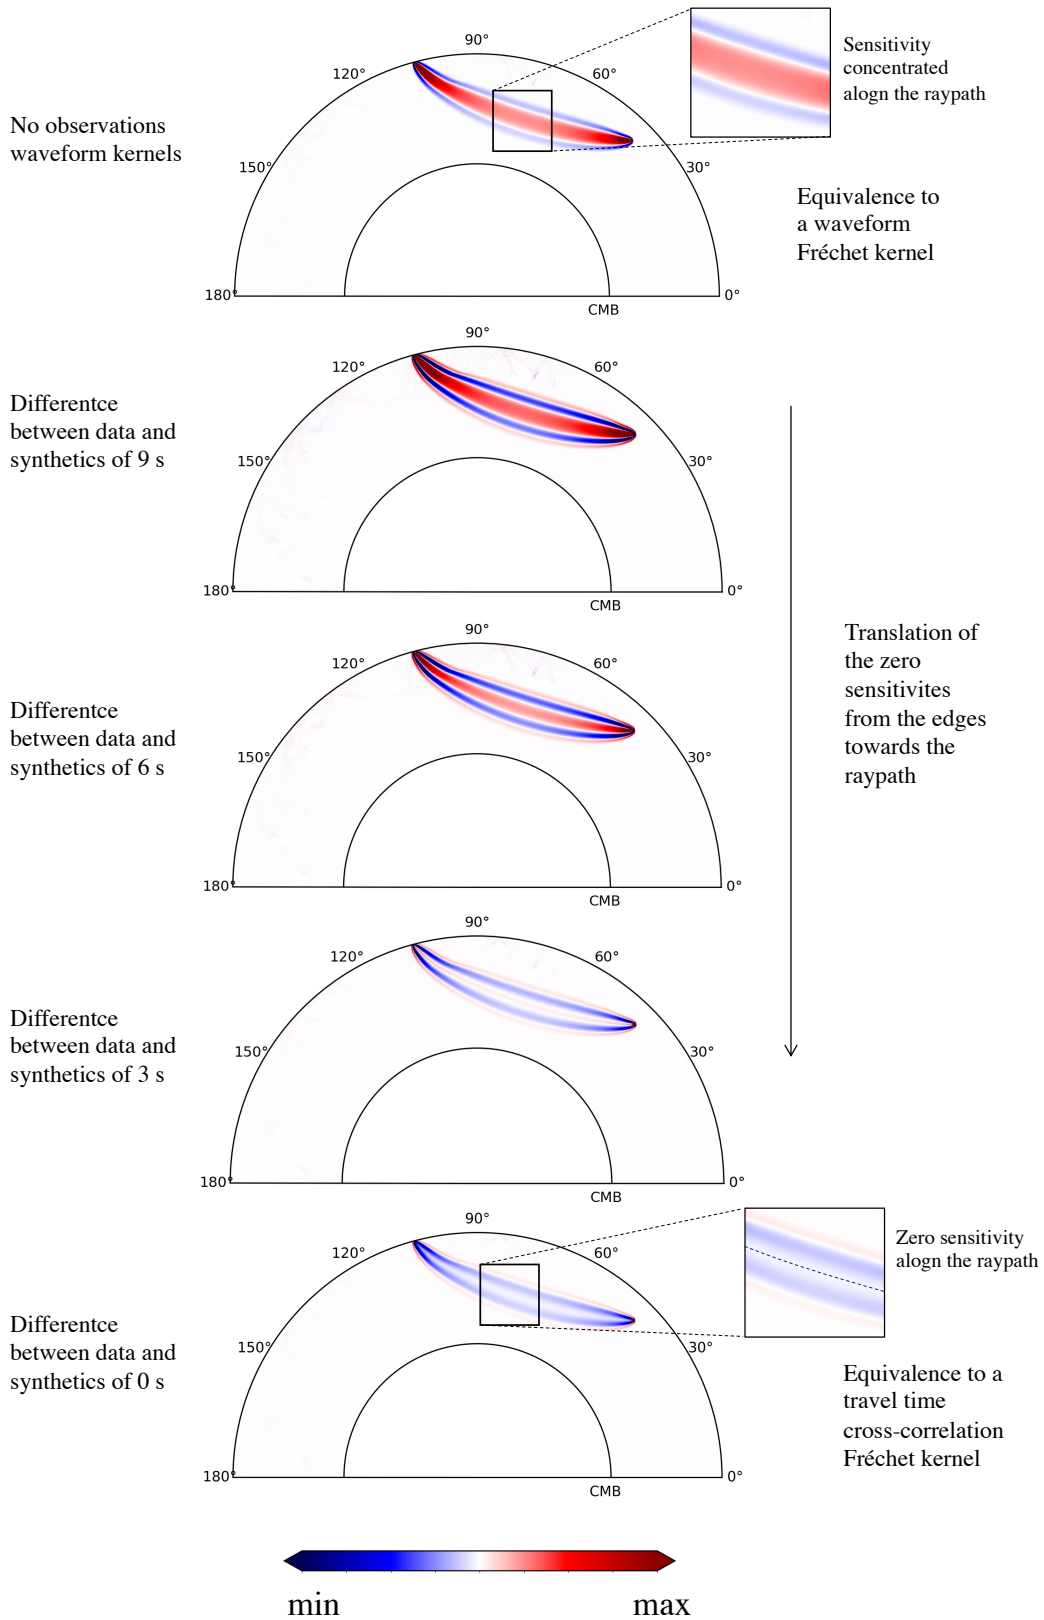 90°
120°
60°
150°
30°
180°
0°
CMB
No observations
waveform kernels
Sensitivity
concentrated
alogn the raypath
Equivalence to
a waveform
Fréchet kernel
90°
120°
60°
150°
30°
180°
0°
CMB
Differentce
between data and
synthetics of 9 s
90°
120°
60°
150°
30°
180°
0°
CMB
Differentce
between data and
synthetics of 6 s
Translation of
the zero
sensitivites
from the edges
towards the
raypath
90°
120°
60°
150°
30°
180°
0°
CMB
Differentce
between data and
synthetics of 3 s
90°
120°
60°
150°
30°
180°
0°
CMB
Differentce
between data and
synthetics of 0 s
Zero sensitivity
alogn the raypath
Equivalence to a
travel time
cross-correlation
Fréchet kernel
min
max